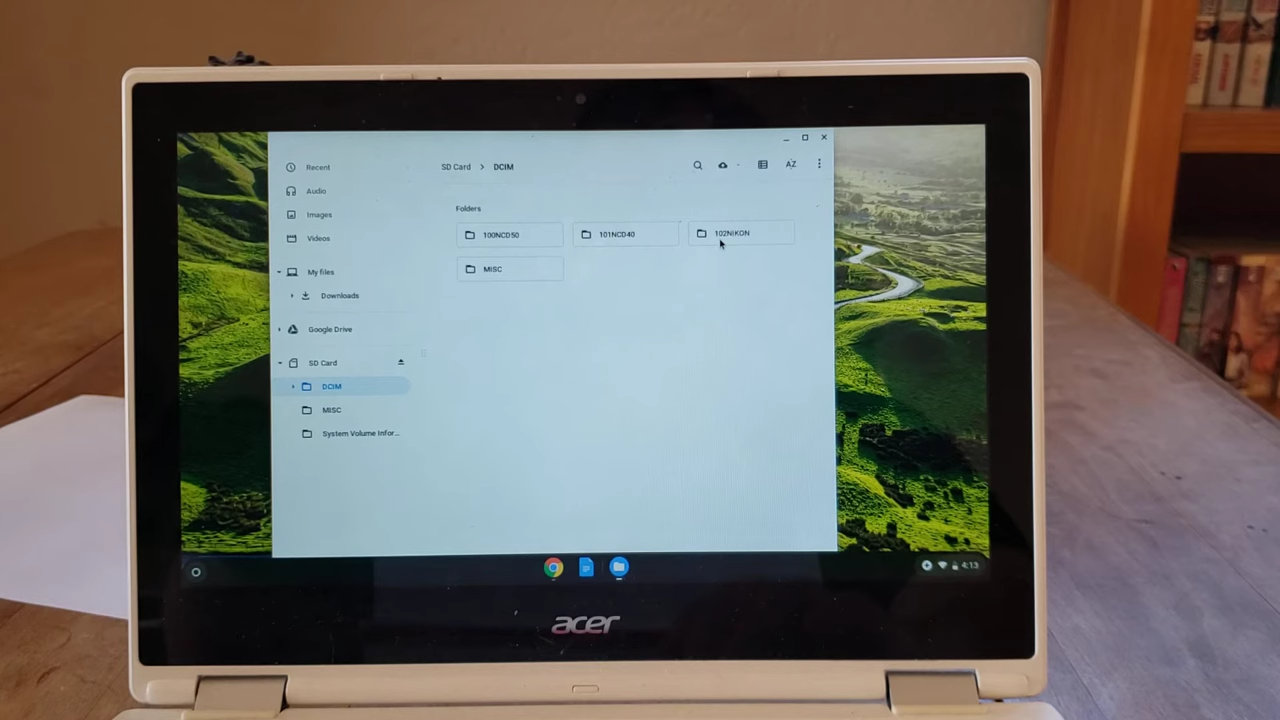 Recent
Audio
Images
Videos
My files
Downloads
Google Drive
SD Card
DCIM
MISC
System Volume Infor...
SD Card > DCIM
AZ
Folders
100NCD50
101NCD40
102NIKON
MISC
4:13
acer